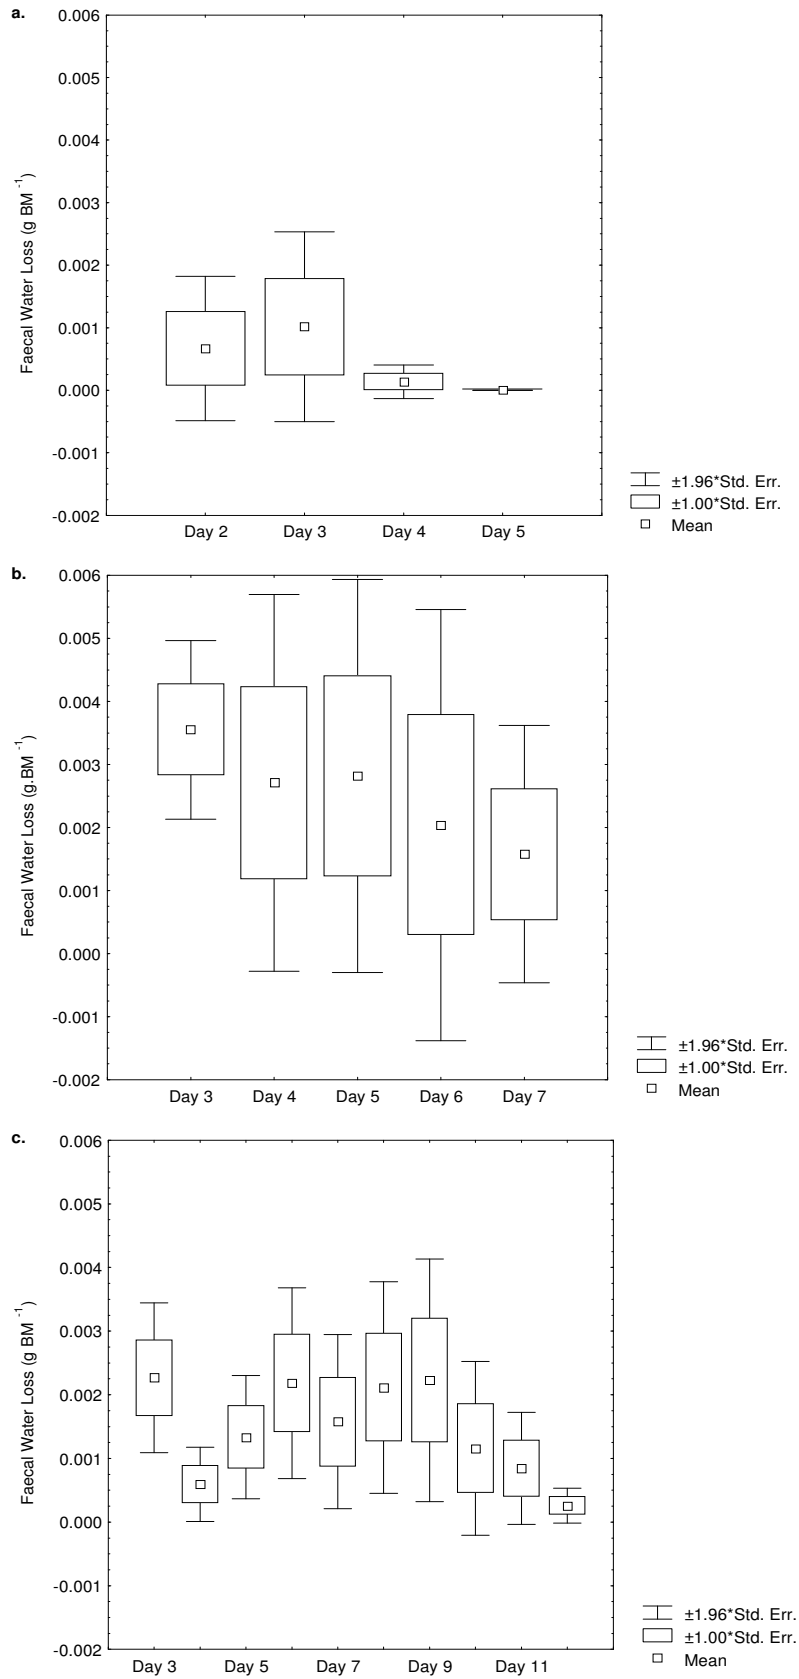 a.
0.006
0.005
0.004
0.003
0.002
0.001
0.000
-0.001
-0.002
Faecal Water Loss (g BM ⁻¹)
Day 2 Day 3 Day 4 Day 5
±1.96*Std. Err.
±1.00*Std. Err.
Mean
b.
0.006
0.005
0.004
0.003
0.002
0.001
0.000
-0.001
-0.002
Faecal Water Loss (g.BM ⁻¹)
Day 3 Day 4 Day 5 Day 6 Day 7
±1.96*Std. Err.
±1.00*Std. Err.
Mean
c.
0.006
0.005
0.004
0.003
0.002
0.001
0.000
-0.001
-0.002
Faecal Water Loss (g BM ⁻¹)
Day 3 Day 5 Day 7 Day 9 Day 11
±1.96*Std. Err.
±1.00*Std. Err.
Mean